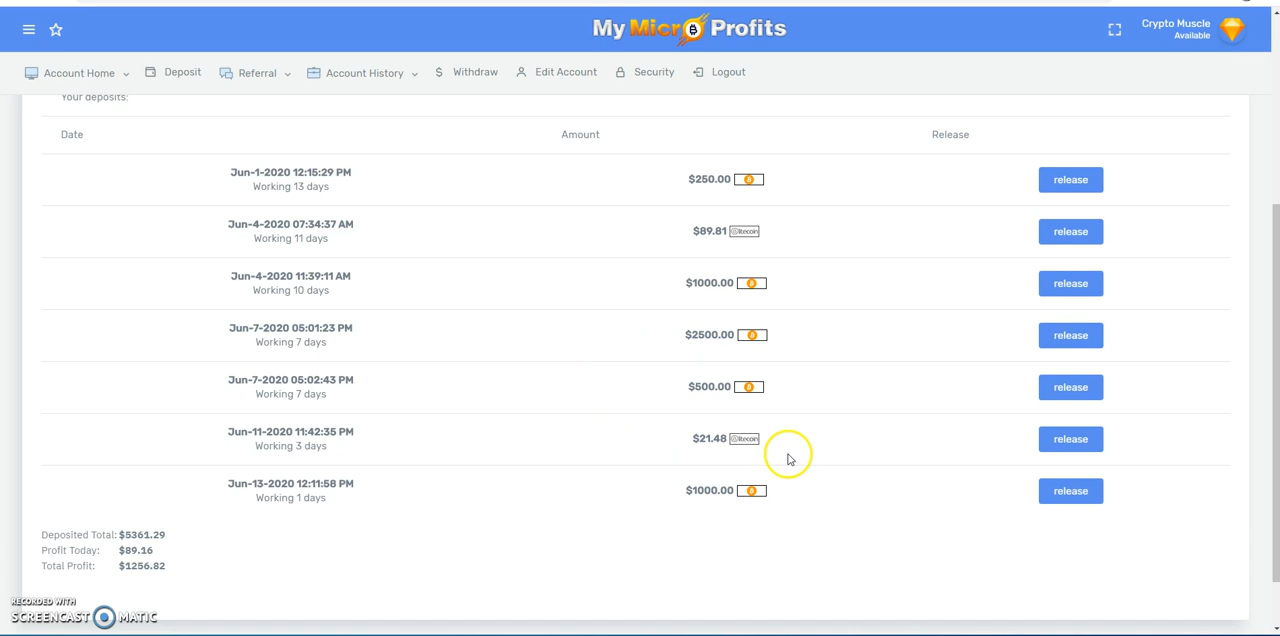 My Micro Profits
Crypto Muscle
Available
Account Home
Deposit
Referral
Account History
$ Withdraw
Edit Account
Security
Logout
Your deposits:
Date Amount Release
Jun-1-2020 12:15:29 PM
Working 13 days
$250.00
release
Jun-4-2020 07:34:37 AM
Working 11 days
$89.81 litecoin
release
Jun-4-2020 11:39:11 AM
Working 10 days
$1000.00
release
Jun-7-2020 05:01:23 PM
Working 7 days
$2500.00
release
Jun-7-2020 05:02:43 PM
Working 7 days
$500.00
release
Jun-11-2020 11:42:35 PM
Working 3 days
$21.48 litecoin
release
Jun-13-2020 12:11:58 PM
Working 1 days
$1000.00
release
Deposited Total: $5361.29
Profit Today: $89.16
Total Profit: $1256.82
RECORDED WITH
SCREENCAST MATIC